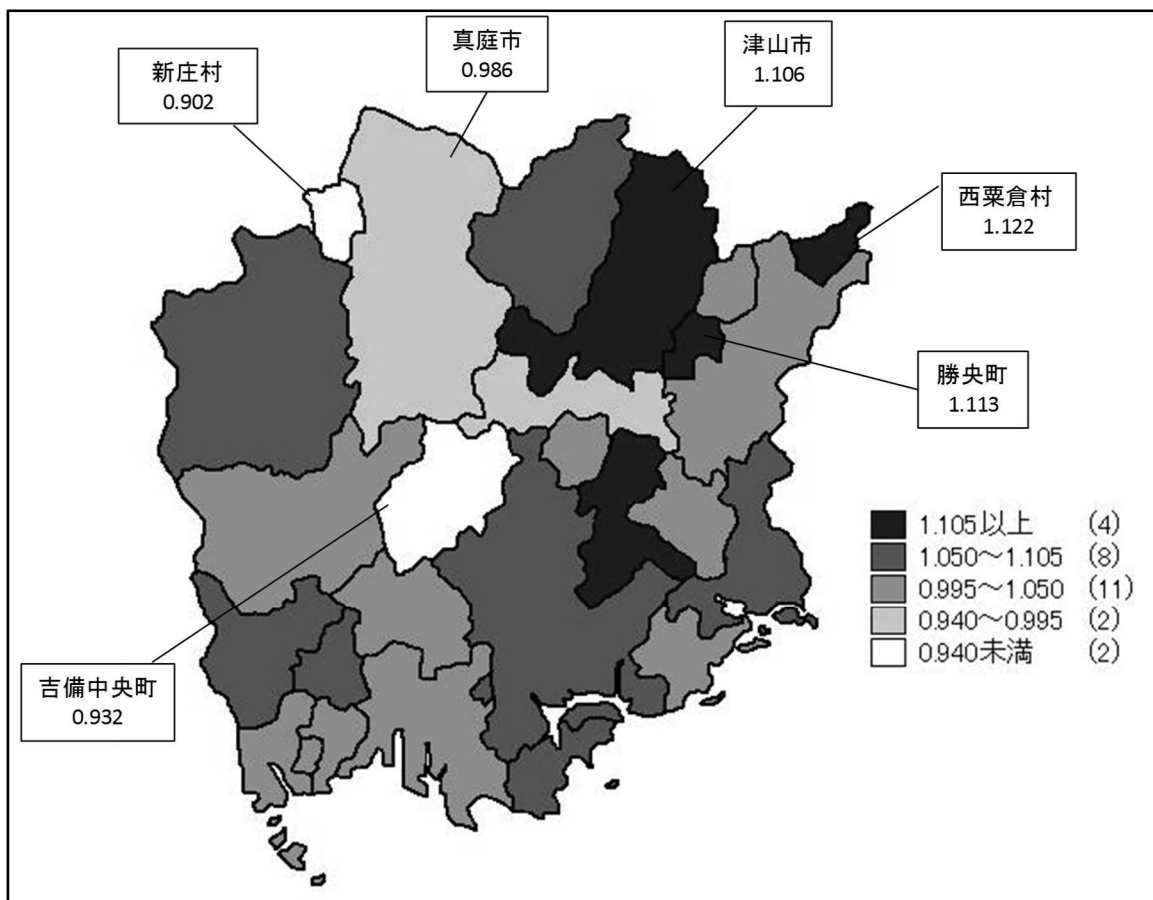 真庭市
0.986
津山市
1.106
新庄村
0.902
西粟倉村
1.122
勝央町
1.113
吉備中央町
0.932
1.105以上 (4)
1.050～1.105 (8)
0.995～1.050 (11)
0.940～0.995 (2)
0.940未満 (2)